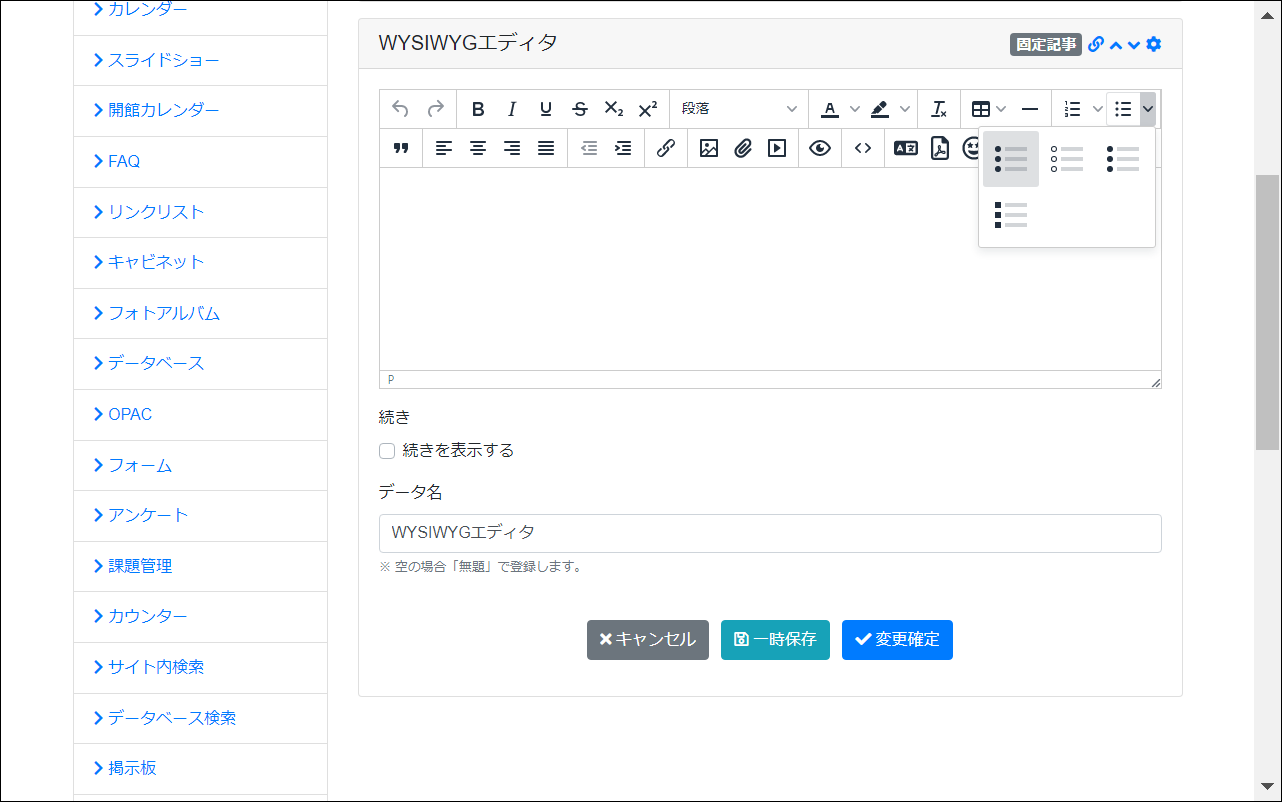 カレンダー
スライドショー
開館カレンダー
FAQ
リンクリスト
キャビネット
フォトアルバム
データベース
OPAC
フォーム
アンケート
課題管理
カウンター
サイト内検索
データベース検索
掲示板
WYSIWYGエディタ
固定記事
段落
P
続き
続きを表示する
データ名
WYSIWYGエディタ
※ 空の場合「無題」で登録します。
キャンセル
一時保存
変更確定